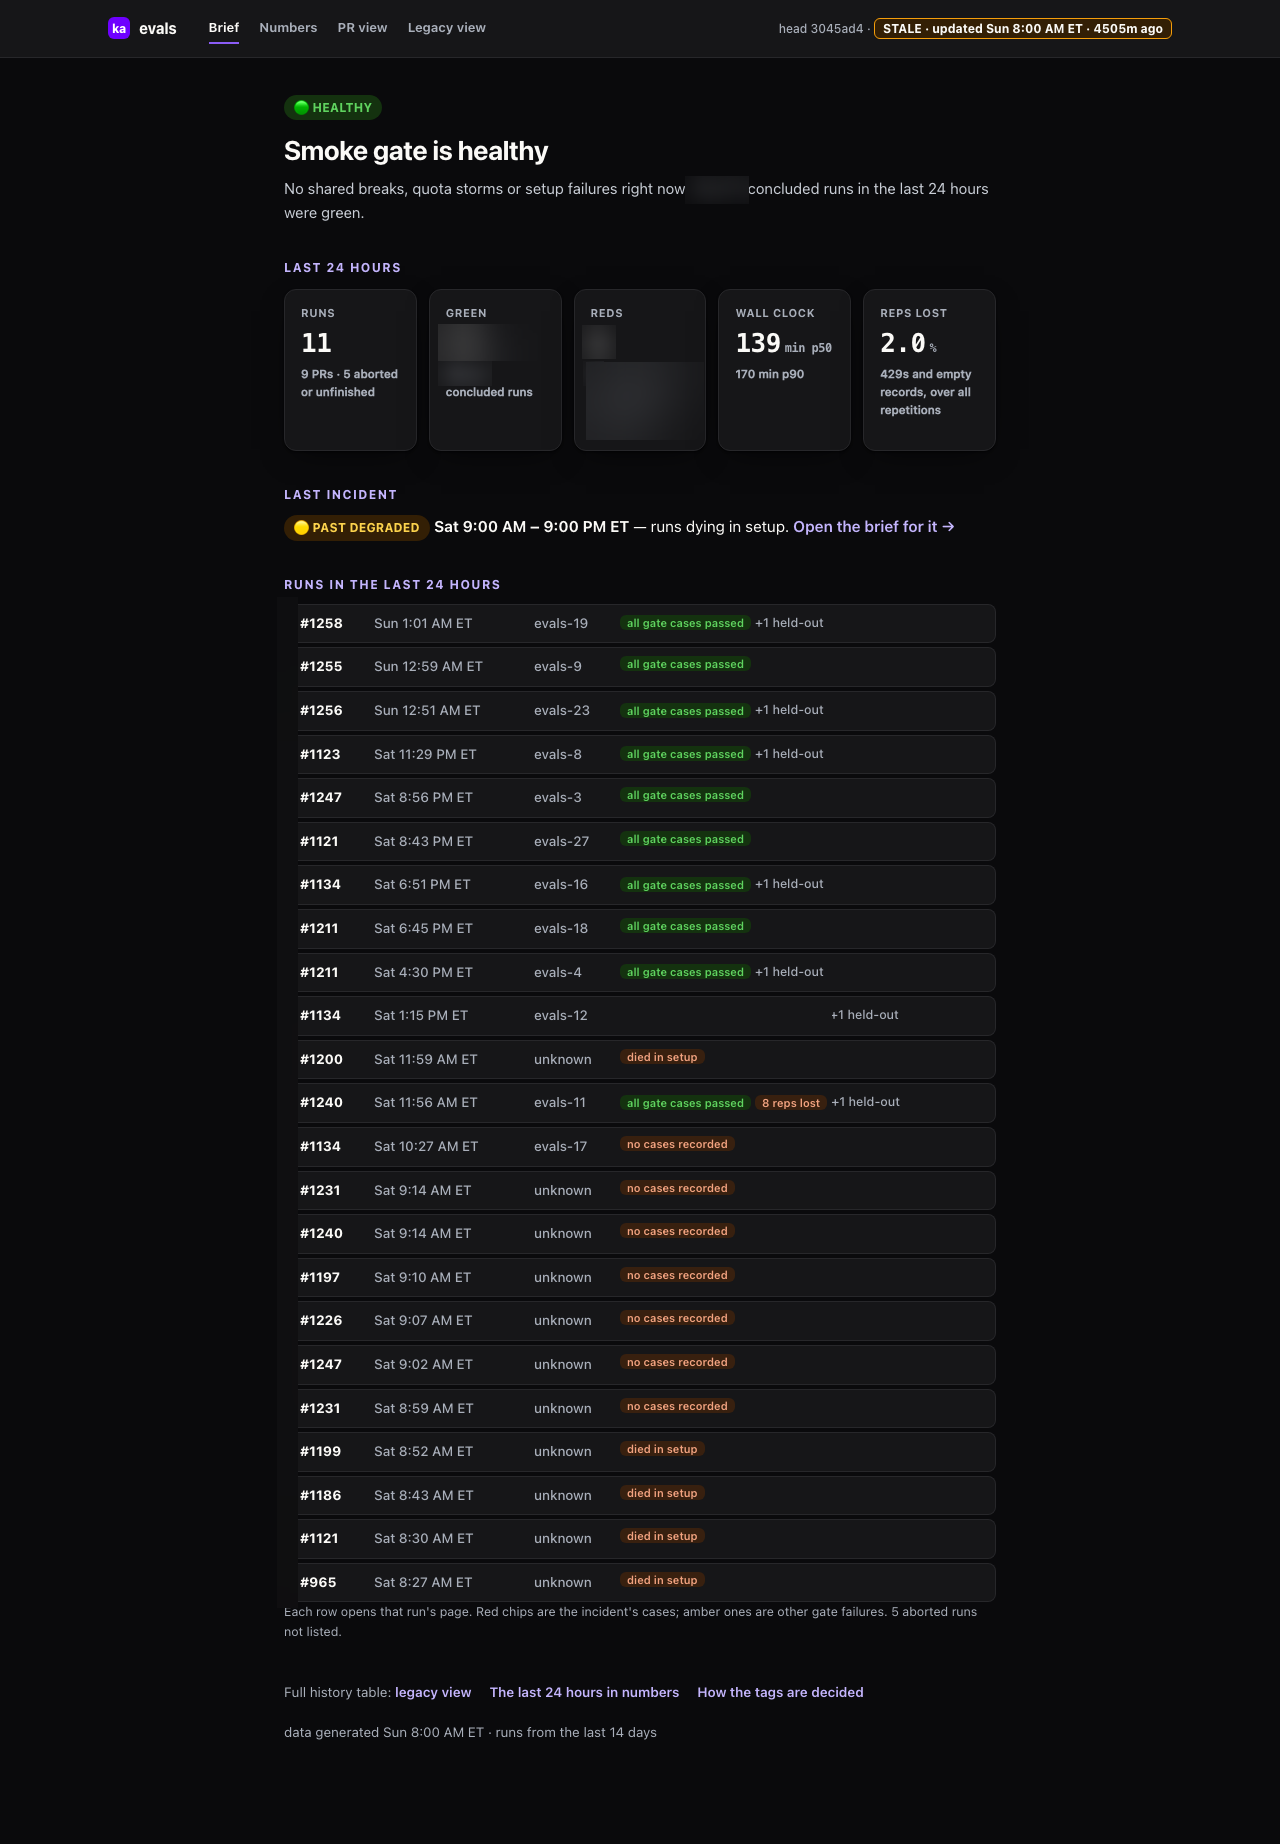 ka evals Brief Numbers PR view Legacy view head 3045ad4 · STALE · updated Sun 8:00 AM ET · 4505m ago
HEALTHY
Smoke gate is healthy
No shared breaks, quota storms or setup failures right now concluded runs in the last 24 hours
were green.
LAST 24 HOURS
RUNS
11
9 PRs · 5 aborted
or unfinished
GREEN
concluded runs
REDS
WALL CLOCK
139 min p50
170 min p90
REPS LOST
2.0 %
429s and empty
records, over all
repetitions
LAST INCIDENT
PAST DEGRADED Sat 9:00 AM – 9:00 PM ET — runs dying in setup. Open the brief for it →
RUNS IN THE LAST 24 HOURS
#1258 Sun 1:01 AM ET evals-19 all gate cases passed +1 held-out
#1255 Sun 12:59 AM ET evals-9 all gate cases passed
#1256 Sun 12:51 AM ET evals-23 all gate cases passed +1 held-out
#1123 Sat 11:29 PM ET evals-8 all gate cases passed +1 held-out
#1247 Sat 8:56 PM ET evals-3 all gate cases passed
#1121 Sat 8:43 PM ET evals-27 all gate cases passed
#1134 Sat 6:51 PM ET evals-16 all gate cases passed +1 held-out
#1211 Sat 6:45 PM ET evals-18 all gate cases passed
#1211 Sat 4:30 PM ET evals-4 all gate cases passed +1 held-out
#1134 Sat 1:15 PM ET evals-12 +1 held-out
#1200 Sat 11:59 AM ET unknown died in setup
#1240 Sat 11:56 AM ET evals-11 all gate cases passed 8 reps lost +1 held-out
#1134 Sat 10:27 AM ET evals-17 no cases recorded
#1231 Sat 9:14 AM ET unknown no cases recorded
#1240 Sat 9:14 AM ET unknown no cases recorded
#1197 Sat 9:10 AM ET unknown no cases recorded
#1226 Sat 9:07 AM ET unknown no cases recorded
#1247 Sat 9:02 AM ET unknown no cases recorded
#1231 Sat 8:59 AM ET unknown no cases recorded
#1199 Sat 8:52 AM ET unknown died in setup
#1186 Sat 8:43 AM ET unknown died in setup
#1121 Sat 8:30 AM ET unknown died in setup
#965 Sat 8:27 AM ET unknown died in setup
Each row opens that run's page. Red chips are the incident's cases; amber ones are other gate failures. 5 aborted runs
not listed.
Full history table: legacy view The last 24 hours in numbers How the tags are decided
data generated Sun 8:00 AM ET · runs from the last 14 days